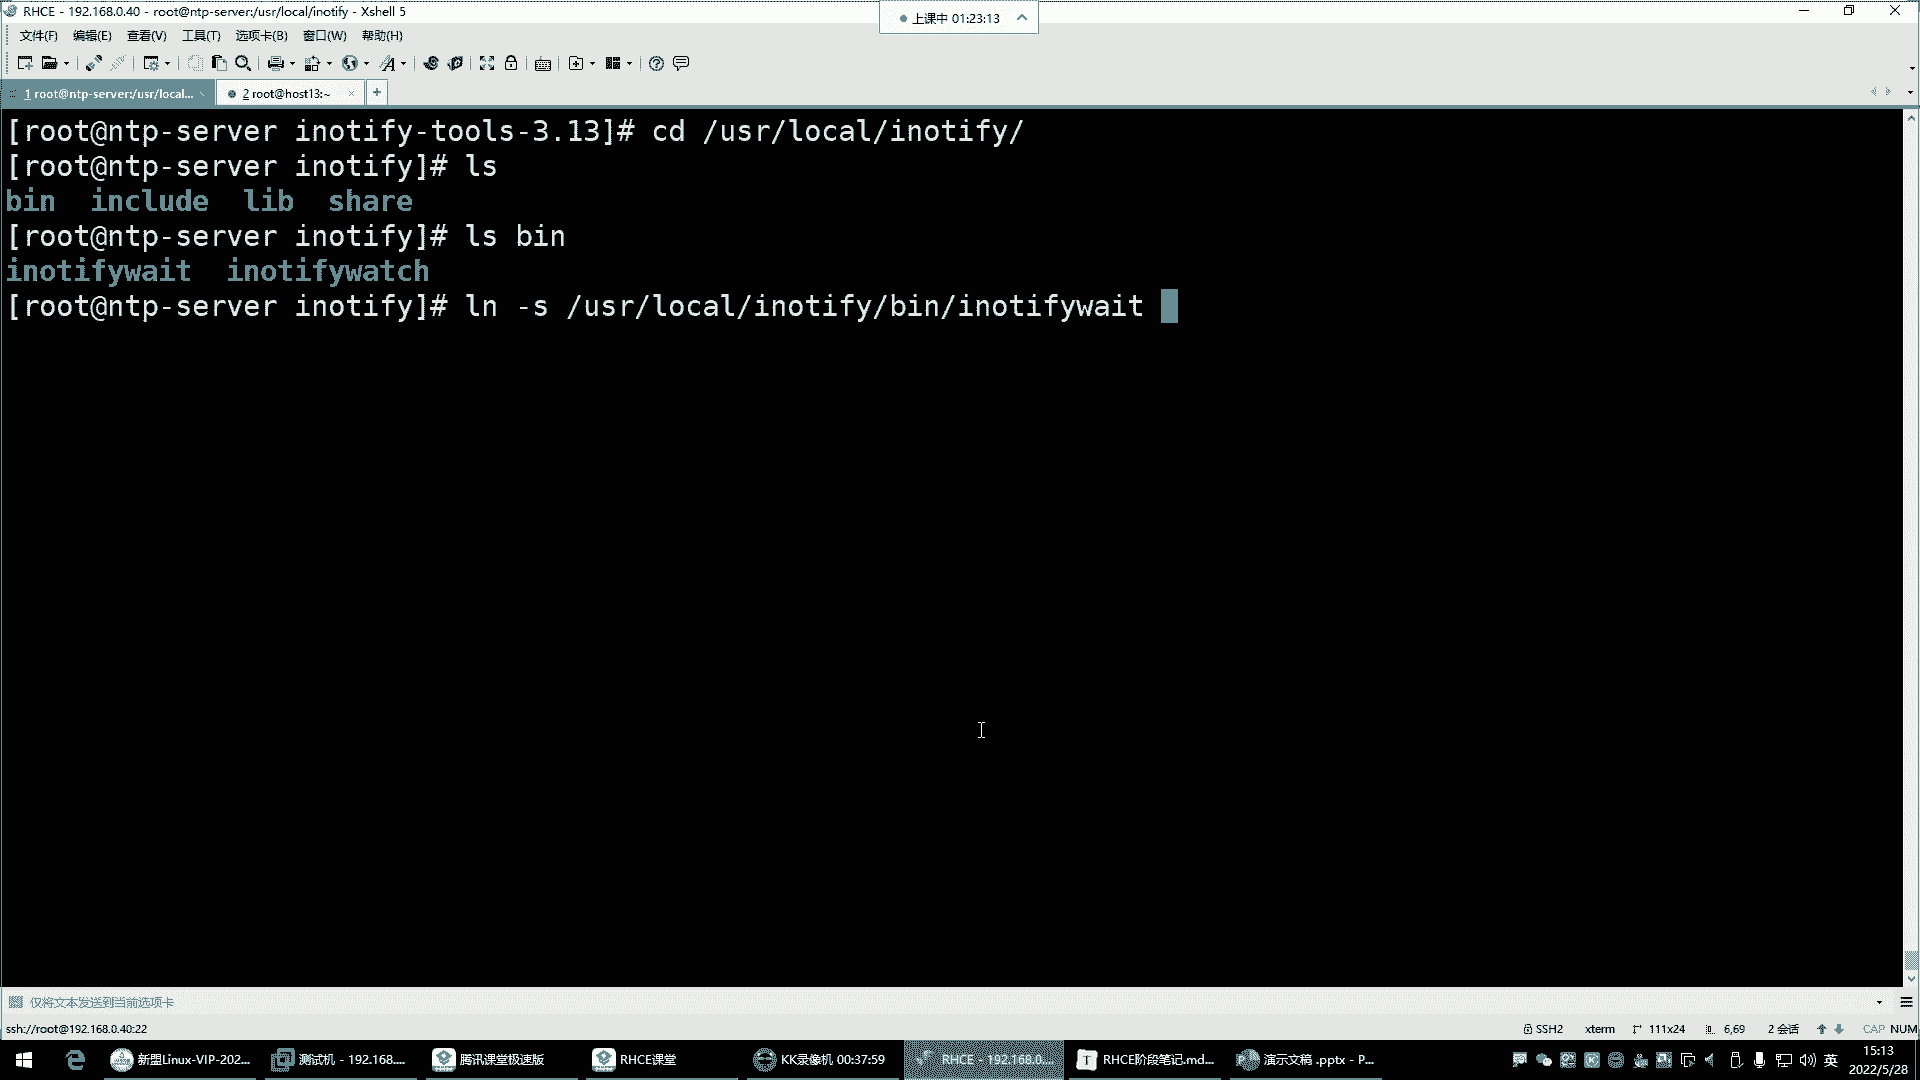 RHCE - 192.168.0.40 - root@ntp-server:/usr/local/inotify - Xshell 5
上课中 01:23:13
文件(F) 编辑(E) 查看(V) 工具(T) 选项卡(B) 窗口(W) 帮助(H)
1 root@ntp-server:/usr/local... 2 root@host13:~ +
[root@ntp-server inotify-tools-3.13]# cd /usr/local/inotify/
[root@ntp-server inotify]# ls
bin include lib share
[root@ntp-server inotify]# ls bin
inotifywait inotifywatch
[root@ntp-server inotify]# ln -s /usr/local/inotify/bin/inotifywait
仅将文本发送到当前选项卡
ssh://root@192.168.0.40:22 SSH2 xterm 111x24 6,69 2 会话 CAP NUM
新盟Linux-VIP-202... 测试机 - 192.168.... 腾讯课堂极速版 RHCE课堂 KK录像机 00:37:59 RHCE - 192.168.0.... RHCE阶段笔记.md... 演示文稿 .pptx - P... 英 15:13
2022/5/28